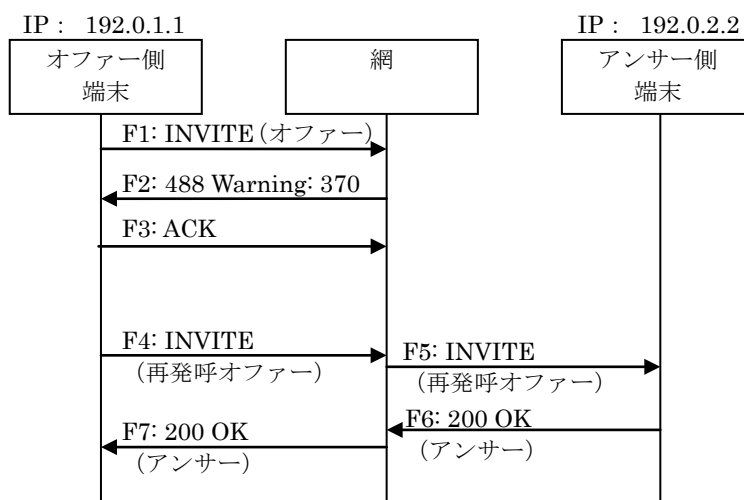 IP： 192.0.1.1
IP： 192.0.2.2
オファー側
端末
網
アンサー側
端末
F1: INVITE（オファー）
F2: 488 Warning: 370
F3: ACK
F4: INVITE
（再発呼オファー）
F5: INVITE
（再発呼オファー）
F6: 200 OK
（アンサー）
F7: 200 OK
（アンサー）